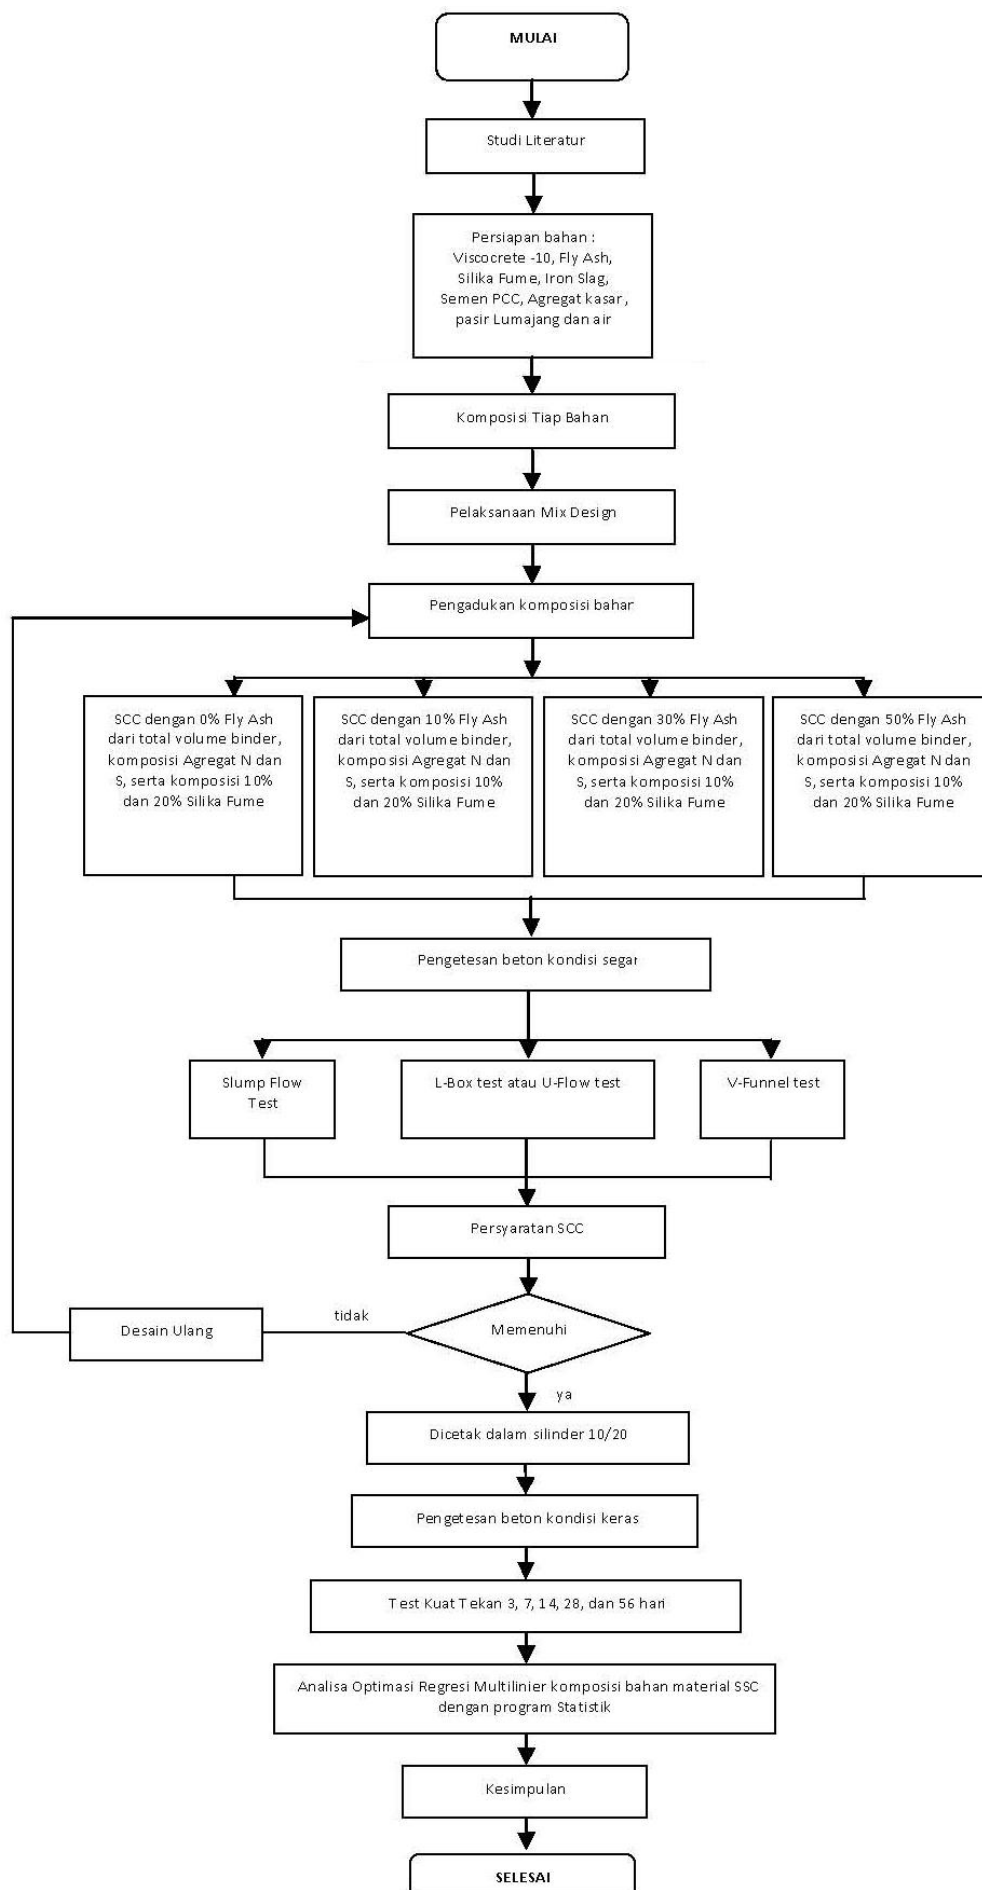 MULAI
Studi Literatur
Persiapan bahan :
Viscocrete -10, Fly Ash,
Silika Fume, Iron Slag,
Semen PCC, Agregat kasar ,
pasir Lumajang dan air
Komposisi Tiap Bahan
Pelaksanaan Mix Design
Pengadukan komposisi bahan
SCC dengan 0% Fly Ash
dari total volume binder,
komposisi Agregat N dan
S, serta komposisi 10%
dan 20% Silika Fume
SCC dengan 10% Fly Ash
dari total volume binder,
komposisi Agregat N dan
S, serta komposisi 10%
dan 20% Silika Fume
SCC dengan 30% Fly Ash
dari total volume binder,
komposisi Agregat N dan
S, serta komposisi 10%
dan 20% Silika Fume
SCC dengan 50% Fly Ash
dari total volume binder,
komposisi Agregat N dan
S, serta komposisi 10%
dan 20% Silika Fume
Pengetesan beton kondisi segar
Slump Flow
Test
L-Box test atau U-Flow test
V-Funnel test
Persyaratan SCC
Desain Ulang
tidak
Memenuhi
ya
Dicetak dalam silinder 10/20
Pengetesan beton kondisi keras
Test Kuat Tekan 3, 7, 14, 28, dan 56 hari
Analisa Optimasi Regresi Multilinier komposisi bahan material SSC
dengan program Statistik
Kesimpulan
SELESAI